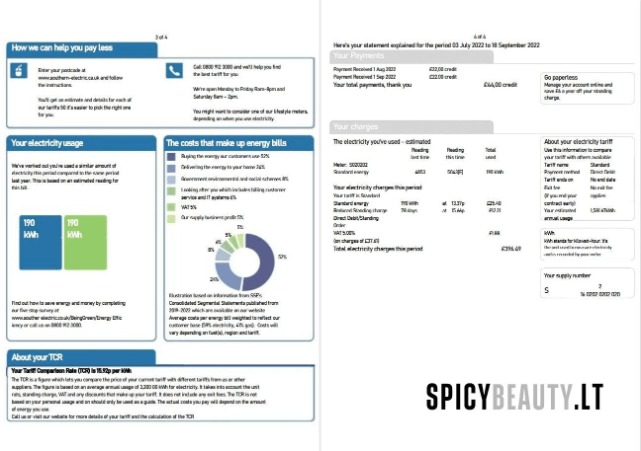 3 of 4
How we can help you pay less
Enter your postcode at
www.southern-electric.co.uk and follow
the instructions.
You'll get an estimate and details for each of
our tariffs so it's easier to pick the right one
for you.
Call 0800 912 3000 and we'll help you find
the best tariff for you
We're open Monday to Friday 8am-8pm and
Saturday 8am - 2pm.
You might want to consider one of our lifestyle meters,
depending on when you use electricity
Your electricity usage
We've worked out you've used a similar amount of
electricity this period compared to the same period
last year. This is based on an estimated reading for
this bill.
190
kWh
190
kWh
Find out how to save energy and money by completing
our five-step survey at
www.souther-electric.co.uk/BeingGreen/Energy Effic
iency or call us on 0800 912 3000.
The costs that make up energy bills
Buying the energy our customers use 52%
Delivering the energy to your home 24%
Government environmental and social schemes 8%
Looking after you which includes billing customer
service and IT systems 6%
VAT 5%
Our supply business profit 5%
5%
5%
6%
8%
24%
52%
Illustration based on information from SSE's
Consolidated Segmental Statements published from
2019-2022 which are available on our website
Average costs per energy bill weighted to reflect our
customer base (59% electricity, 41% gas). Costs will
vary depending on fuel(s), region and tariff.
About your TCR
Your Tariff Comparison Rate (TCR) is 15.92p per kWh
The TCR is a figure which lets you compare the price of your current tariff with different tariffs from us or other
suppliers. The figure is based on an average annual usage of 3,200.00 kWh for electricity. It takes into account the unit
rate, standing charge, VAT and any discounts that make up your tariff. It does not include any exit fees. The TCR is not
based on your personal usage and on should only be used as a guide. The actual costs you pay will depend on the amount
of energy you use
Call us or visit our website for more details of your tariff and the calculation of the TCR
4 of 4
Here's your statement explained for the period 03 July 2022 to 18 September 2022
Your Payments
Payment Received 1 Aug 2022 £22.00 credit
Payment Received 1 Sep 2022 £22.00 credit
Your total payments, thank you £44.00 credit
Go paperless
Manage your account online and
save £6 a year off your standing
charge.
Your charges
The electricity you've used - estimated
Reading Reading Total
last time this time used
Meter: S020202
Standard energy 190 kWh
Your electricity charges this period
Your tariff is Standard
Standard energy 190 kWh at 13.37p £25.40
Reduced Standing charge 78 days at 15.66p £12.21
Direct Debit/Standing
Order
VAT 5.00% £1.88
(on charges of £37.61)
Total electricity charges this period
About your electricity tariff
Use this information to compare
your tariff with others available
Tariff name Standard
Payment method Direct Debit
Tariff ends on No end date
Exit fee No exit fee
(if you end your applies
contract early)
Your estimated
annual usage
kWh
kWh stands for kilowatt-hour. It's
the unit used to measure electricity
Your supply number
S 2
14 0202 0202 020
SPICYBEAUTY.LT